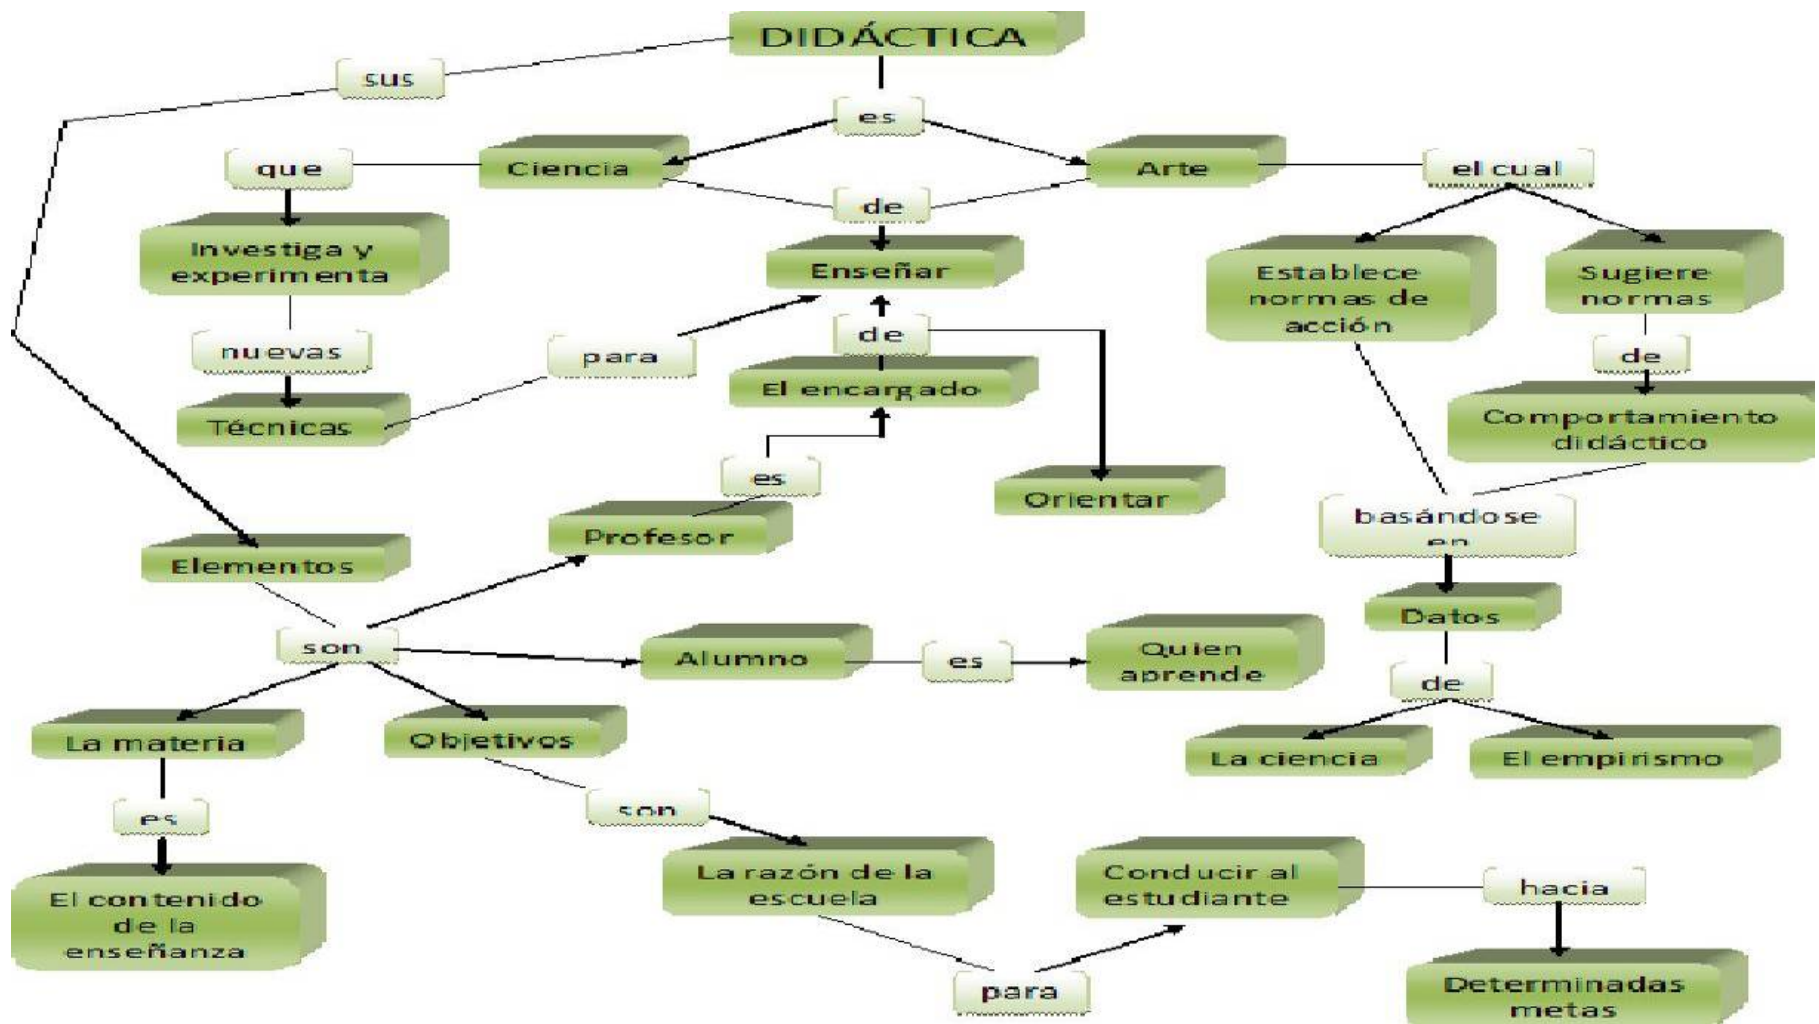 DIDÁCTICA
sus
es
que
Ciencia
Arte
el cual
de
Investiga y
experimenta
Enseñar
Establece
normas de
acción
Sugiere
normas
nuevas
para
de
de
El encargado
Técnicas
Comportamiento
didáctico
es
Orientar
basándose
en
Profesor
Elementos
Datos
son
Alumno
es
Quien
aprende
de
La materia
Objetivos
La ciencia
El empirismo
es
son
La razón de la
escuela
Conducir al
estudiante
hacia
El contenido
de la
enseñanza
para
Determinadas
metas